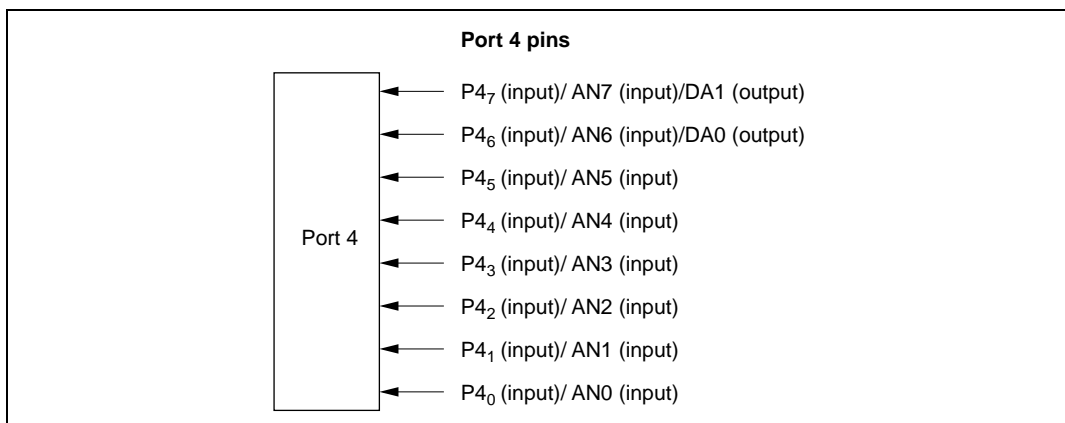 Port 4 pins
P4₇ (input)/ AN7 (input)/DA1 (output)
P4₆ (input)/ AN6 (input)/DA0 (output)
P4₅ (input)/ AN5 (input)
P4₄ (input)/ AN4 (input)
Port 4
P4₃ (input)/ AN3 (input)
P4₂ (input)/ AN2 (input)
P4₁ (input)/ AN1 (input)
P4₀ (input)/ AN0 (input)